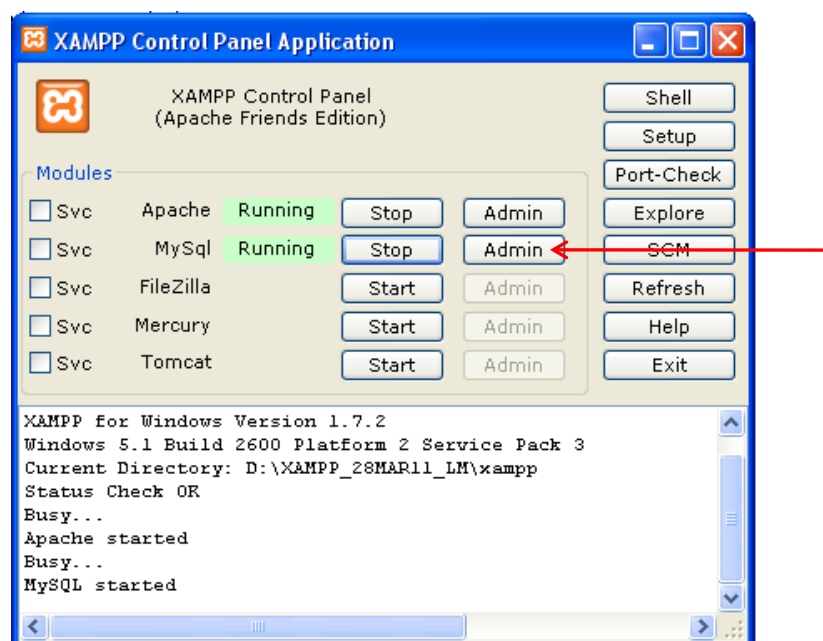 XAMPP Control Panel Application
XAMPP Control Panel
(Apache Friends Edition)
Shell
Setup
Modules
Port-Check
Svc Apache Running Stop Admin Explore
Svc MySql Running Stop Admin SCM
Svc FileZilla Start Admin Refresh
Svc Mercury Start Admin Help
Svc Tomcat Start Admin Exit
XAMPP for Windows Version 1.7.2
Windows 5.1 Build 2600 Platform 2 Service Pack 3
Current Directory: D:\XAMPP_28MAR11_LM\xampp
Status Check OK
Busy...
Apache started
Busy...
MySQL started